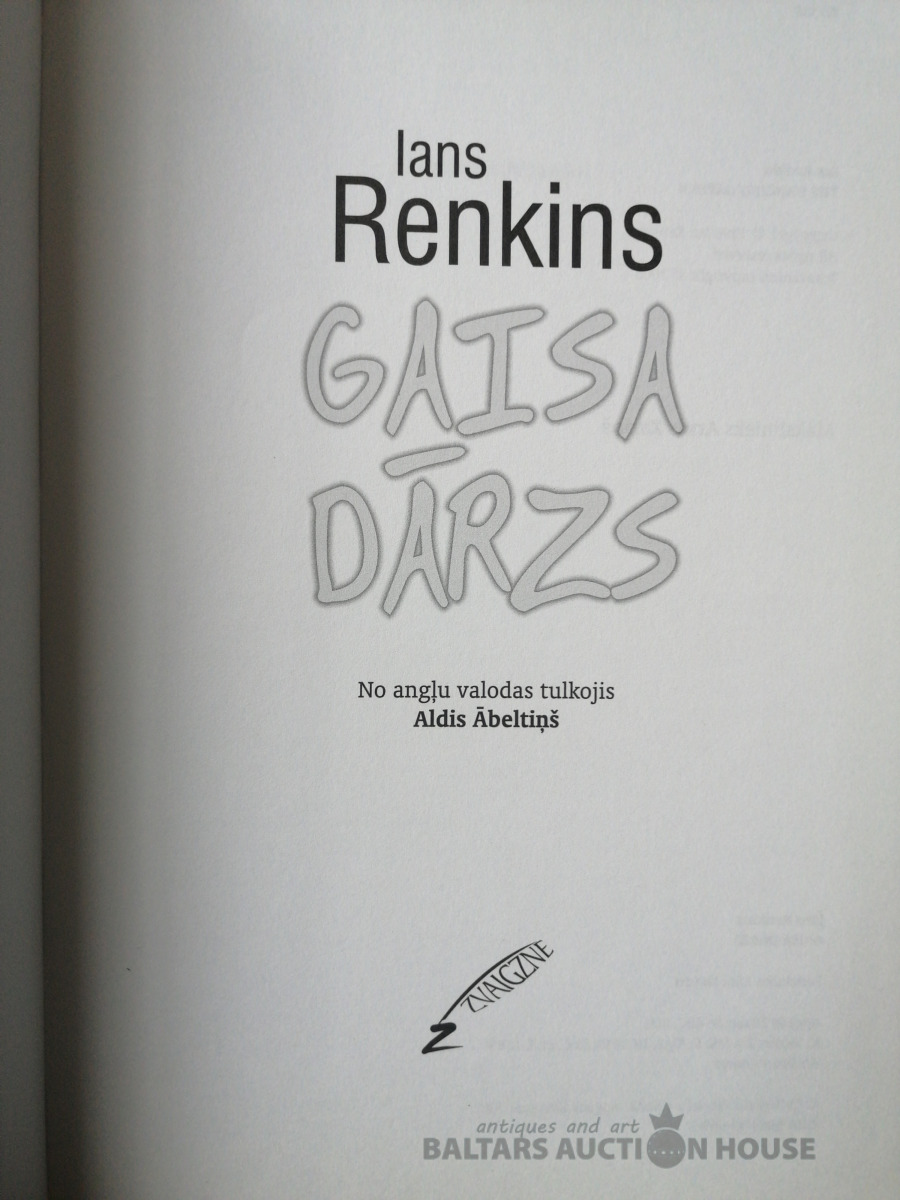 Ians
Renkins
GAISA
DĀRZS
No angļu valodas tulkojis
Aldis Ābeltiņš
ZVAIGZNE
antiques and art
BALTARS AUCTION HOUSE